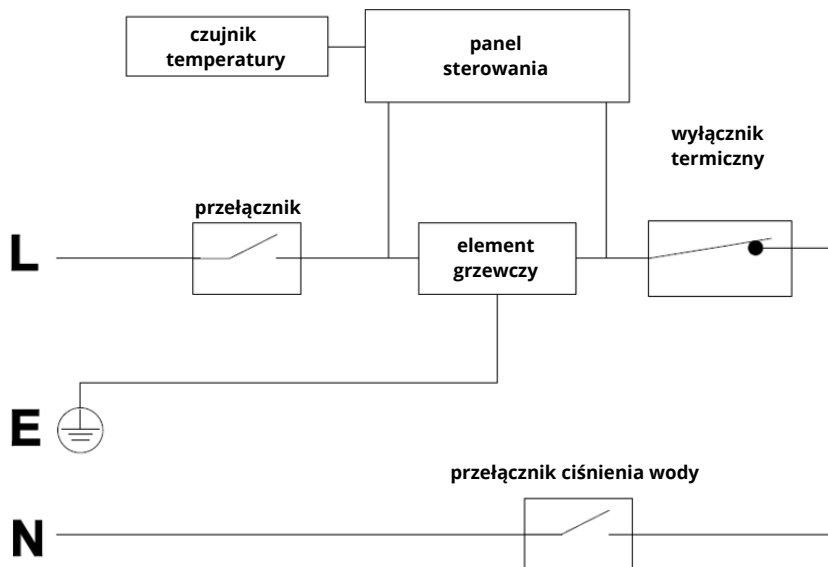 czujnik
temperatury
panel
sterowania
wyłącznik
termiczny
przełącznik
L
element
grzewczy
E
przełącznik ciśnienia wody
N